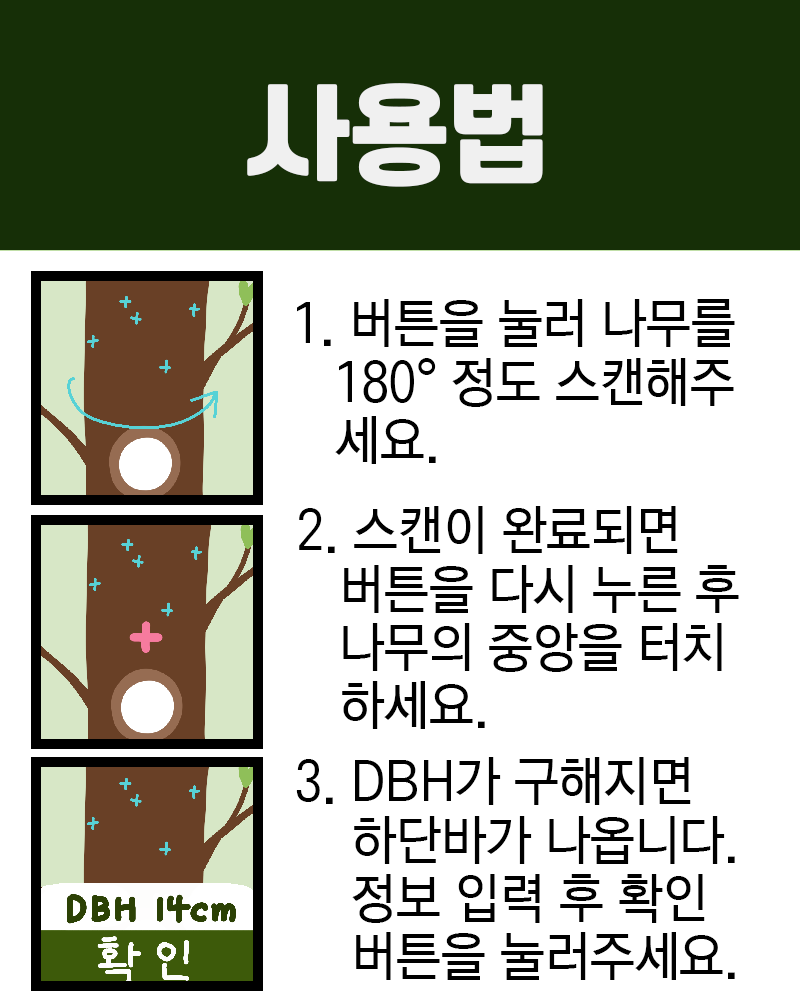 사용법
1. 버튼을 눌러 나무를
180° 정도 스캔해주
세요.
2. 스캔이 완료되면
버튼을 다시 누른 후
나무의 중앙을 터치
하세요.
3. DBH가 구해지면
하단바가 나옵니다.
정보 입력 후 확인
버튼을 눌러주세요.
DBH 14cm
확인